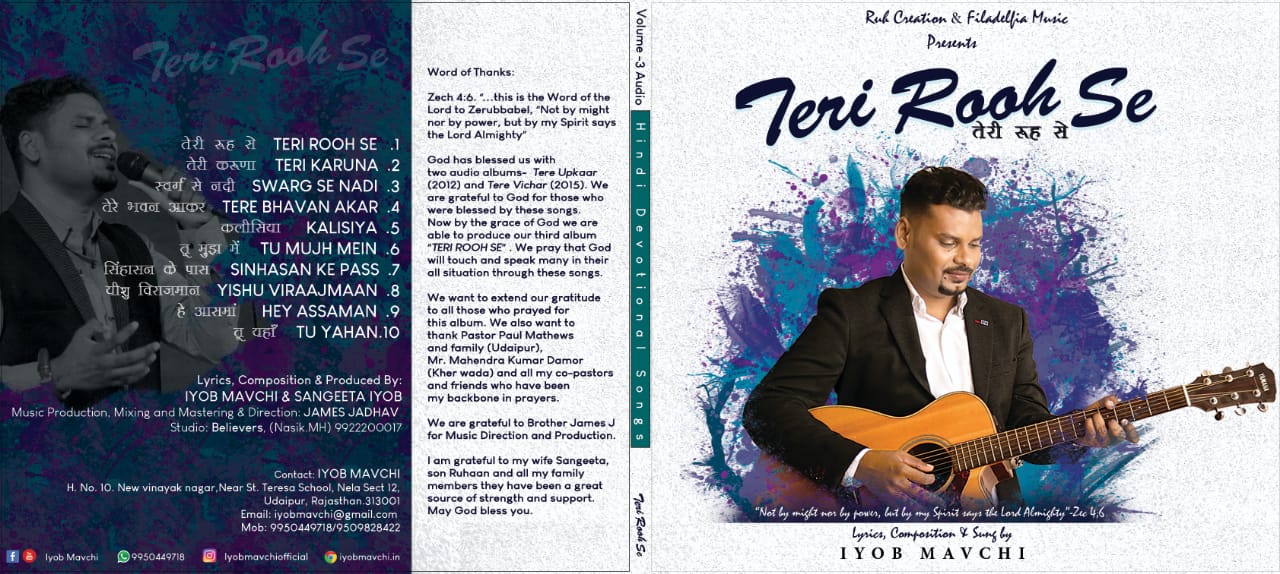 Teri Rooh Se
तेरी रूह से TERI ROOH SE .1
तेरी करूणा TERI KARUNA .2
स्वर्ग से नदी SWARG SE NADI .3
तेरे भवन आकर TERE BHAVAN AKAR .4
कलीसिया KALISIYA .5
तू मुझ में TU MUJH MEIN .6
सिंहासन के पास SINHASAN KE PASS .7
यीशु विराजमान YISHU VIRAAJMAAN .8
हे आसमां HEY ASSAMAN .9
तू यहाँ TU YAHAN.10
Lyrics, Composition & Produced By:
IYOB MAVCHI & SANGEETA IYOB
Music Production, Mixing and Mastering & Direction: JAMES JADHAV
Studio: Believers, (Nasik.MH) 9922200017
Contact: IYOB MAVCHI
H. No. 10. New vinayak nagar,Near St. Teresa School, Nela Sect 12,
Udaipur, Rajasthan.313001
Email: iyobmavchi@gmail.com
Mob: 9950449718/9509828422
Iyob Mavchi 9950449718 Iyobmavchiofficial iyobmavchi.in
Word of Thanks:
Zech 4:6. “...this is the Word of the
Lord to Zerubbabel, “Not by might
nor by power, but by my Spirit says
the Lord Almighty”
God has blessed us with
two audio albums- Tere Upkaar
(2012) and Tere Vichar (2015). We
are grateful to God for those who
were blessed by these songs.
Now by the grace of God we are
able to produce our third album
“TERI ROOH SE” . We pray that God
will touch and speak many in their
all situation through these songs.
We want to extend our gratitude
to all those who prayed for
this album. We also want to
thank Pastor Paul Mathews
and family (Udaipur),
Mr. Mahendra Kumar Damor
(Kher wada) and all my co-pastors
and friends who have been
my backbone in prayers.
We are grateful to Brother James J
for Music Direction and Production.
I am grateful to my wife Sangeeta,
son Ruhaan and all my family
members they have been a great
source of strength and support.
May God bless you.
Volume -3 Audio Hindi Devotional Songs Teri Rooh Se
Ruh Creation & Filadelfia Music
Presents
Teri Rooh Se
तेरी रूह से
YAMAHA
“Not by might nor by power, but by my Spirit says the Lord Almighty”-Zec 4,6
Lyrics, Composition & Sung by
IYOB MAVCHI